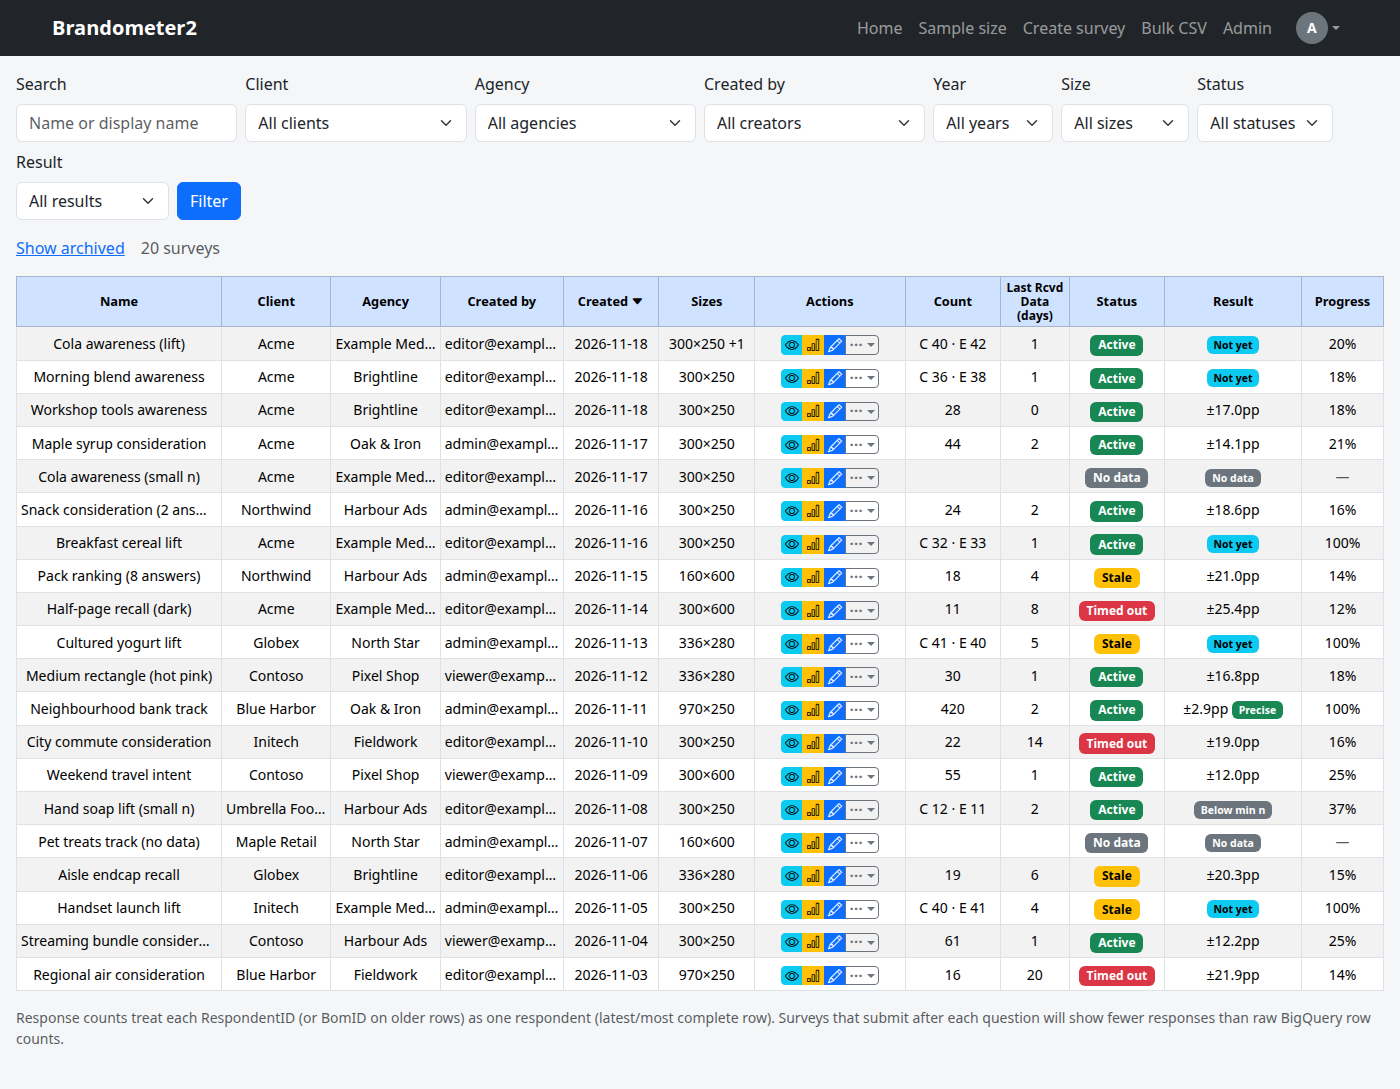 Brandometer2 Home Sample size Create survey Bulk CSV Admin A
Search Client Agency Created by Year Size Status
Name or display name All clients All agencies All creators All years All sizes All statuses
Result
All results Filter
Show archived 20 surveys
Name Client Agency Created by Created Sizes Actions Count Last Rcvd Data (days) Status Result Progress
Cola awareness (lift) Acme Example Med... editor@exampl... 2026-11-18 300×250 +1 C 40 · E 42 1 Active Not yet 20%
Morning blend awareness Acme Brightline editor@exampl... 2026-11-18 300×250 C 36 · E 38 1 Active Not yet 18%
Workshop tools awareness Acme Brightline editor@exampl... 2026-11-18 300×250 28 0 Active ±17.0pp 18%
Maple syrup consideration Acme Oak & Iron admin@exampl... 2026-11-17 300×250 44 2 Active ±14.1pp 21%
Cola awareness (small n) Acme Example Med... editor@exampl... 2026-11-17 300×250 No data No data —
Snack consideration (2 ans... Northwind Harbour Ads admin@exampl... 2026-11-16 300×250 24 2 Active ±18.6pp 16%
Breakfast cereal lift Acme Example Med... editor@exampl... 2026-11-16 300×250 C 32 · E 33 1 Active Not yet 100%
Pack ranking (8 answers) Northwind Harbour Ads admin@exampl... 2026-11-15 160×600 18 4 Stale ±21.0pp 14%
Half-page recall (dark) Acme Example Med... editor@exampl... 2026-11-14 300×600 11 8 Timed out ±25.4pp 12%
Cultured yogurt lift Globex North Star admin@exampl... 2026-11-13 336×280 C 41 · E 40 5 Stale Not yet 100%
Medium rectangle (hot pink) Contoso Pixel Shop viewer@examp... 2026-11-12 336×280 30 1 Active ±16.8pp 18%
Neighbourhood bank track Blue Harbor Oak & Iron admin@exampl... 2026-11-11 970×250 420 2 Active ±2.9pp Precise 100%
City commute consideration Initech Fieldwork editor@exampl... 2026-11-10 300×250 22 14 Timed out ±19.0pp 16%
Weekend travel intent Contoso Pixel Shop viewer@examp... 2026-11-09 300×600 55 1 Active ±12.0pp 25%
Hand soap lift (small n) Umbrella Foo... Harbour Ads editor@exampl... 2026-11-08 300×250 C 12 · E 11 2 Active Below min n 37%
Pet treats track (no data) Maple Retail North Star admin@exampl... 2026-11-07 160×600 No data No data —
Aisle endcap recall Globex Brightline editor@exampl... 2026-11-06 336×280 19 6 Stale ±20.3pp 15%
Handset launch lift Initech Example Med... admin@exampl... 2026-11-05 300×250 C 40 · E 41 4 Stale Not yet 100%
Streaming bundle consider... Contoso Harbour Ads viewer@examp... 2026-11-04 300×250 61 1 Active ±12.2pp 25%
Regional air consideration Blue Harbor Fieldwork editor@exampl... 2026-11-03 970×250 16 20 Timed out ±21.9pp 14%
Response counts treat each RespondentID (or BomID on older rows) as one respondent (latest/most complete row). Surveys that submit after each question will show fewer responses than raw BigQuery row
counts.